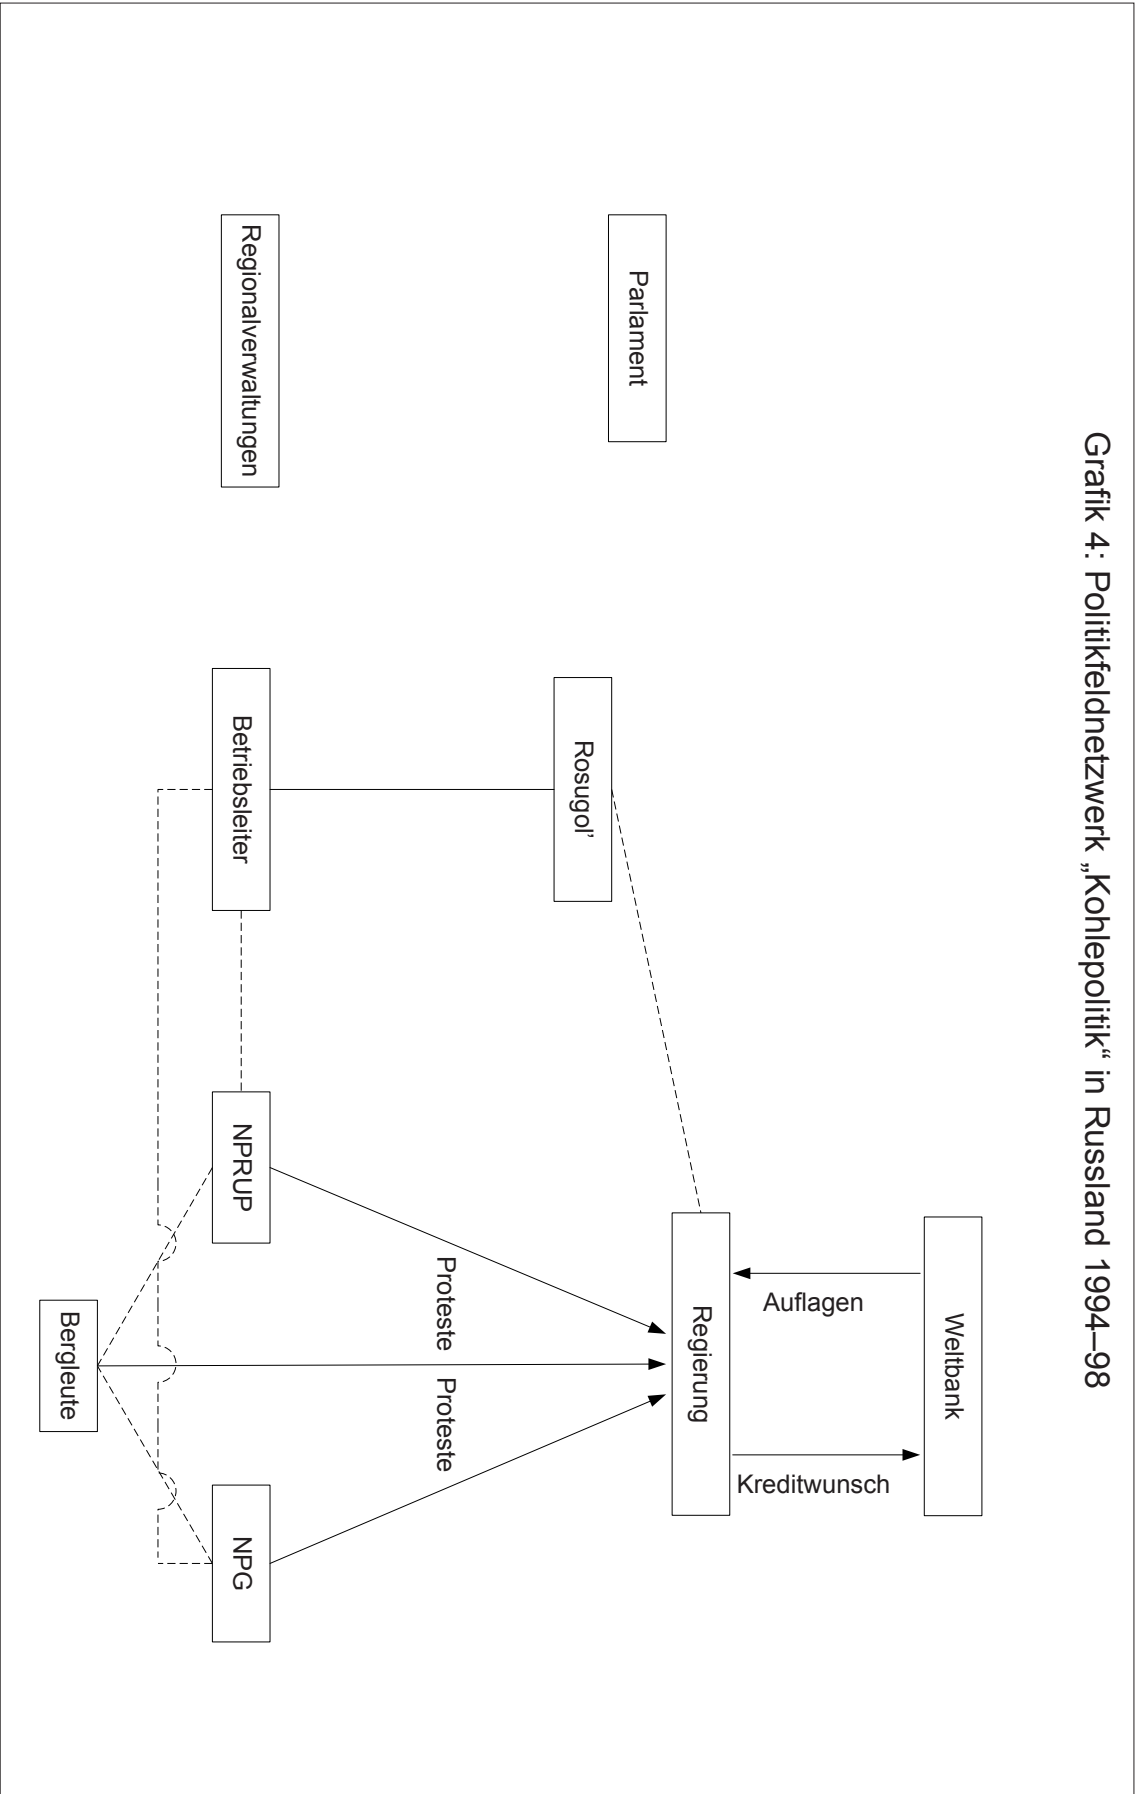 Grafik 4: Politikfeldnetzwerk „Kohlepolitik“ in Russland 1994–98
Weltbank
Auflagen
Kreditwunsch
Regierung
Parlament
Rosugol’
Proteste
Proteste
Regionalverwaltungen
Betriebsleiter
NPRUP
NPG
Bergleute